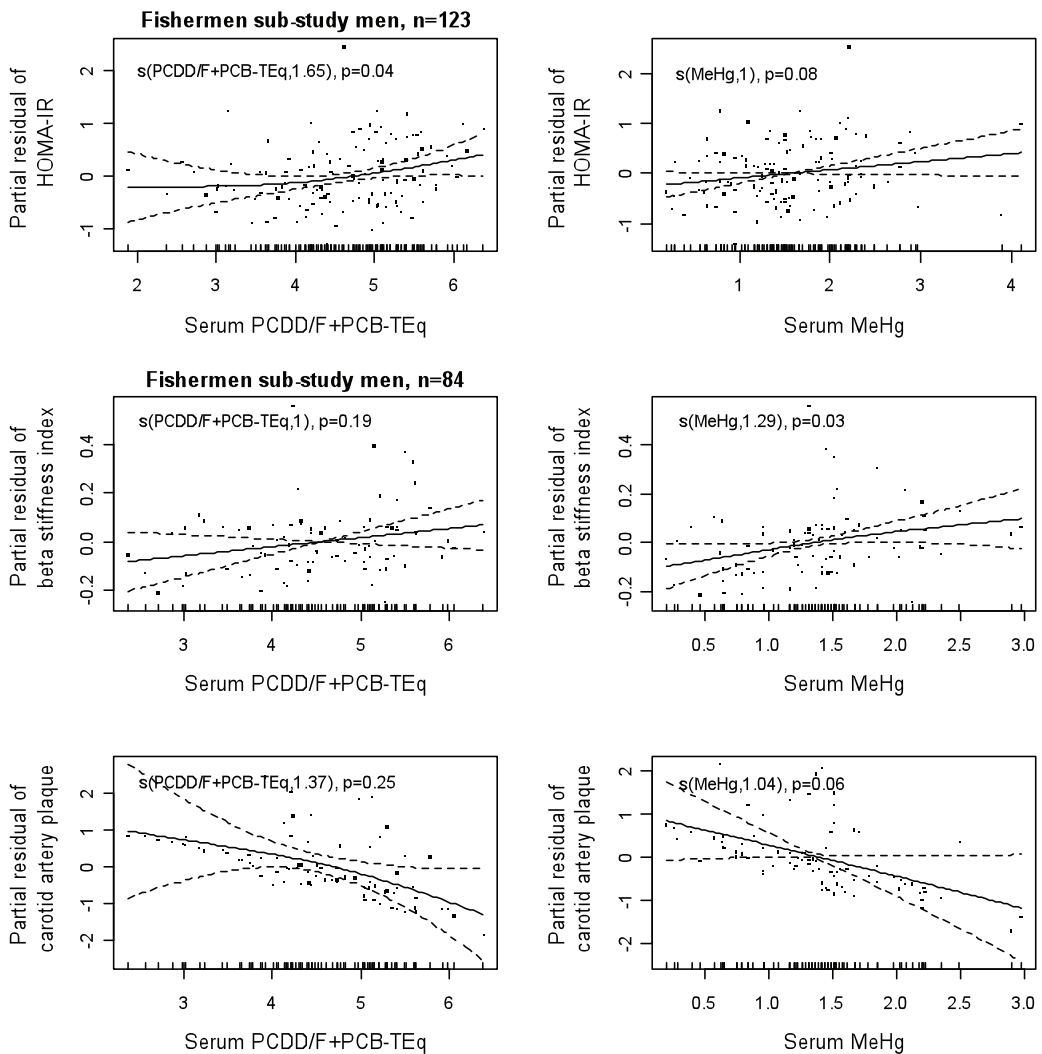 Fishermen sub-study men, n=123
Partial residual of
HOMA-IR
s(PCDD/F+PCB-TEq,1.65), p=0.04
2
1
0
-1
2 3 4 5 6
Serum PCDD/F+PCB-TEq
Partial residual of
HOMA-IR
s(MeHg,1), p=0.08
2
1
0
-1
1 2 3 4
Serum MeHg
Fishermen sub-study men, n=84
Partial residual of
beta stiffness index
s(PCDD/F+PCB-TEq,1), p=0.19
0.4
0.2
0.0
-0.2
3 4 5 6
Serum PCDD/F+PCB-TEq
Partial residual of
beta stiffness index
s(MeHg,1.29), p=0.03
0.4
0.2
0.0
-0.2
0.5 1.0 1.5 2.0 2.5 3.0
Serum MeHg
Partial residual of
carotid artery plaque
s(PCDD/F+PCB-TEq,1.37), p=0.25
2
1
0
-1
-2
3 4 5 6
Serum PCDD/F+PCB-TEq
Partial residual of
carotid artery plaque
s(MeHg,1.04), p=0.06
2
1
0
-1
-2
0.5 1.0 1.5 2.0 2.5 3.0
Serum MeHg